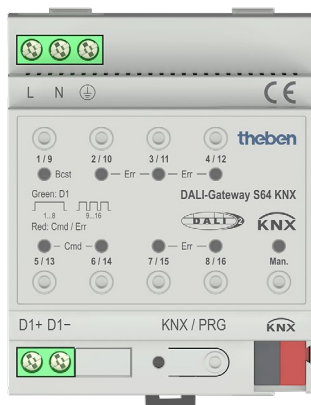 L N CE
theben
1/9 2/10 3/11 4/12
Bcst Err Err
Green: D1
DALI-Gateway S64 KNX
1...8 9...16
DALI 2 KNX
Red: Cmd / Err
Cmd Err
5/13 6/14 7/15 8/16 Man.
D1+ D1− KNX / PRG KNX